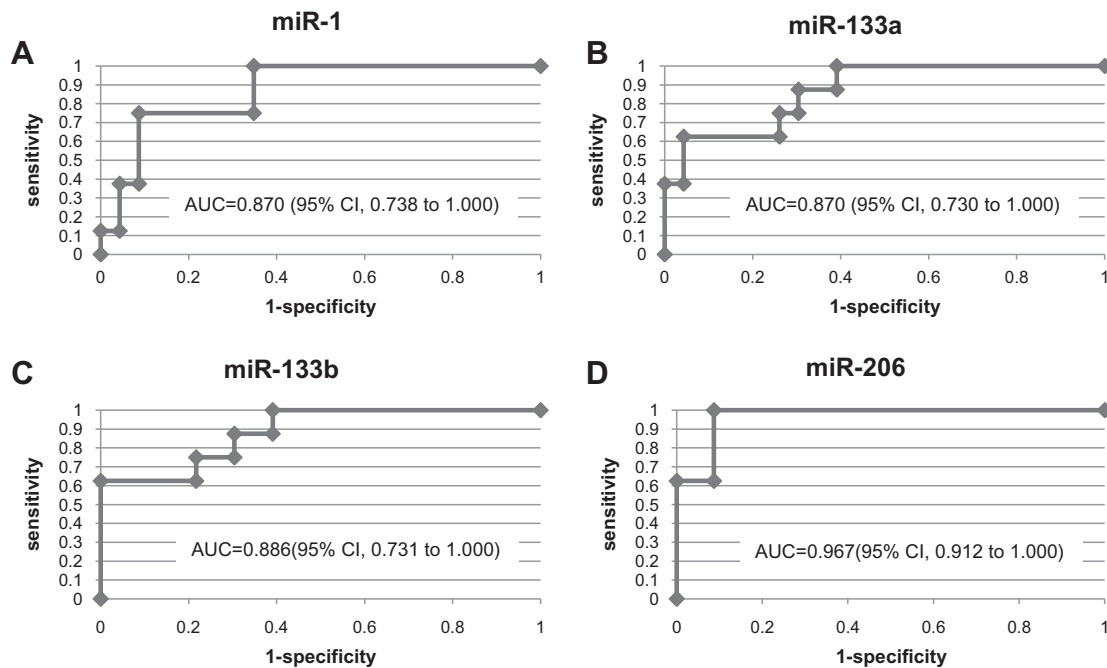 miR-1
A
1
0.9
0.8
0.7
0.6
0.5
0.4
0.3
0.2
0.1
0
sensitivity
AUC=0.870 (95% CI, 0.738 to 1.000)
0 0.2 0.4 0.6 0.8 1
1-specificity
miR-133a
B
1
0.9
0.8
0.7
0.6
0.5
0.4
0.3
0.2
0.1
0
sensitivity
AUC=0.870 (95% CI, 0.730 to 1.000)
0 0.2 0.4 0.6 0.8 1
1-specificity
miR-133b
C
1
0.9
0.8
0.7
0.6
0.5
0.4
0.3
0.2
0.1
0
sensitivity
AUC=0.886(95% CI, 0.731 to 1.000)
0 0.2 0.4 0.6 0.8 1
1-specificity
miR-206
D
1
0.9
0.8
0.7
0.6
0.5
0.4
0.3
0.2
0.1
0
sensitivity
AUC=0.967(95% CI, 0.912 to 1.000)
0 0.2 0.4 0.6 0.8 1
1-specificity